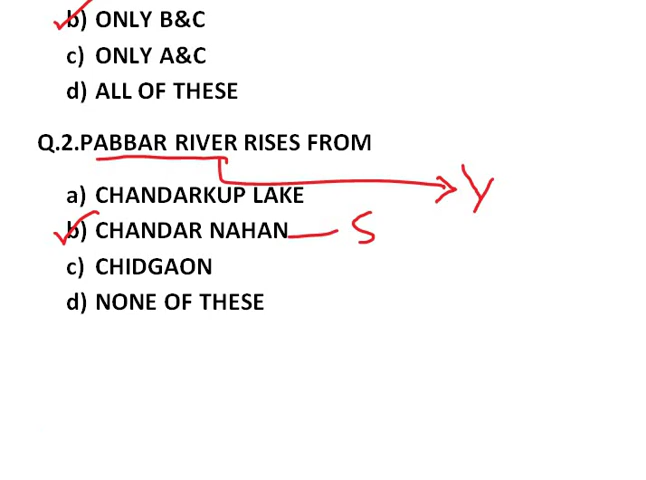 b) ONLY B&C
c) ONLY A&C
d) ALL OF THESE
Q.2.PABBAR RIVER RISES FROM
Y
a) CHANDARKUP LAKE
b) CHANDAR NAHAN S
c) CHIDGAON
d) NONE OF THESE